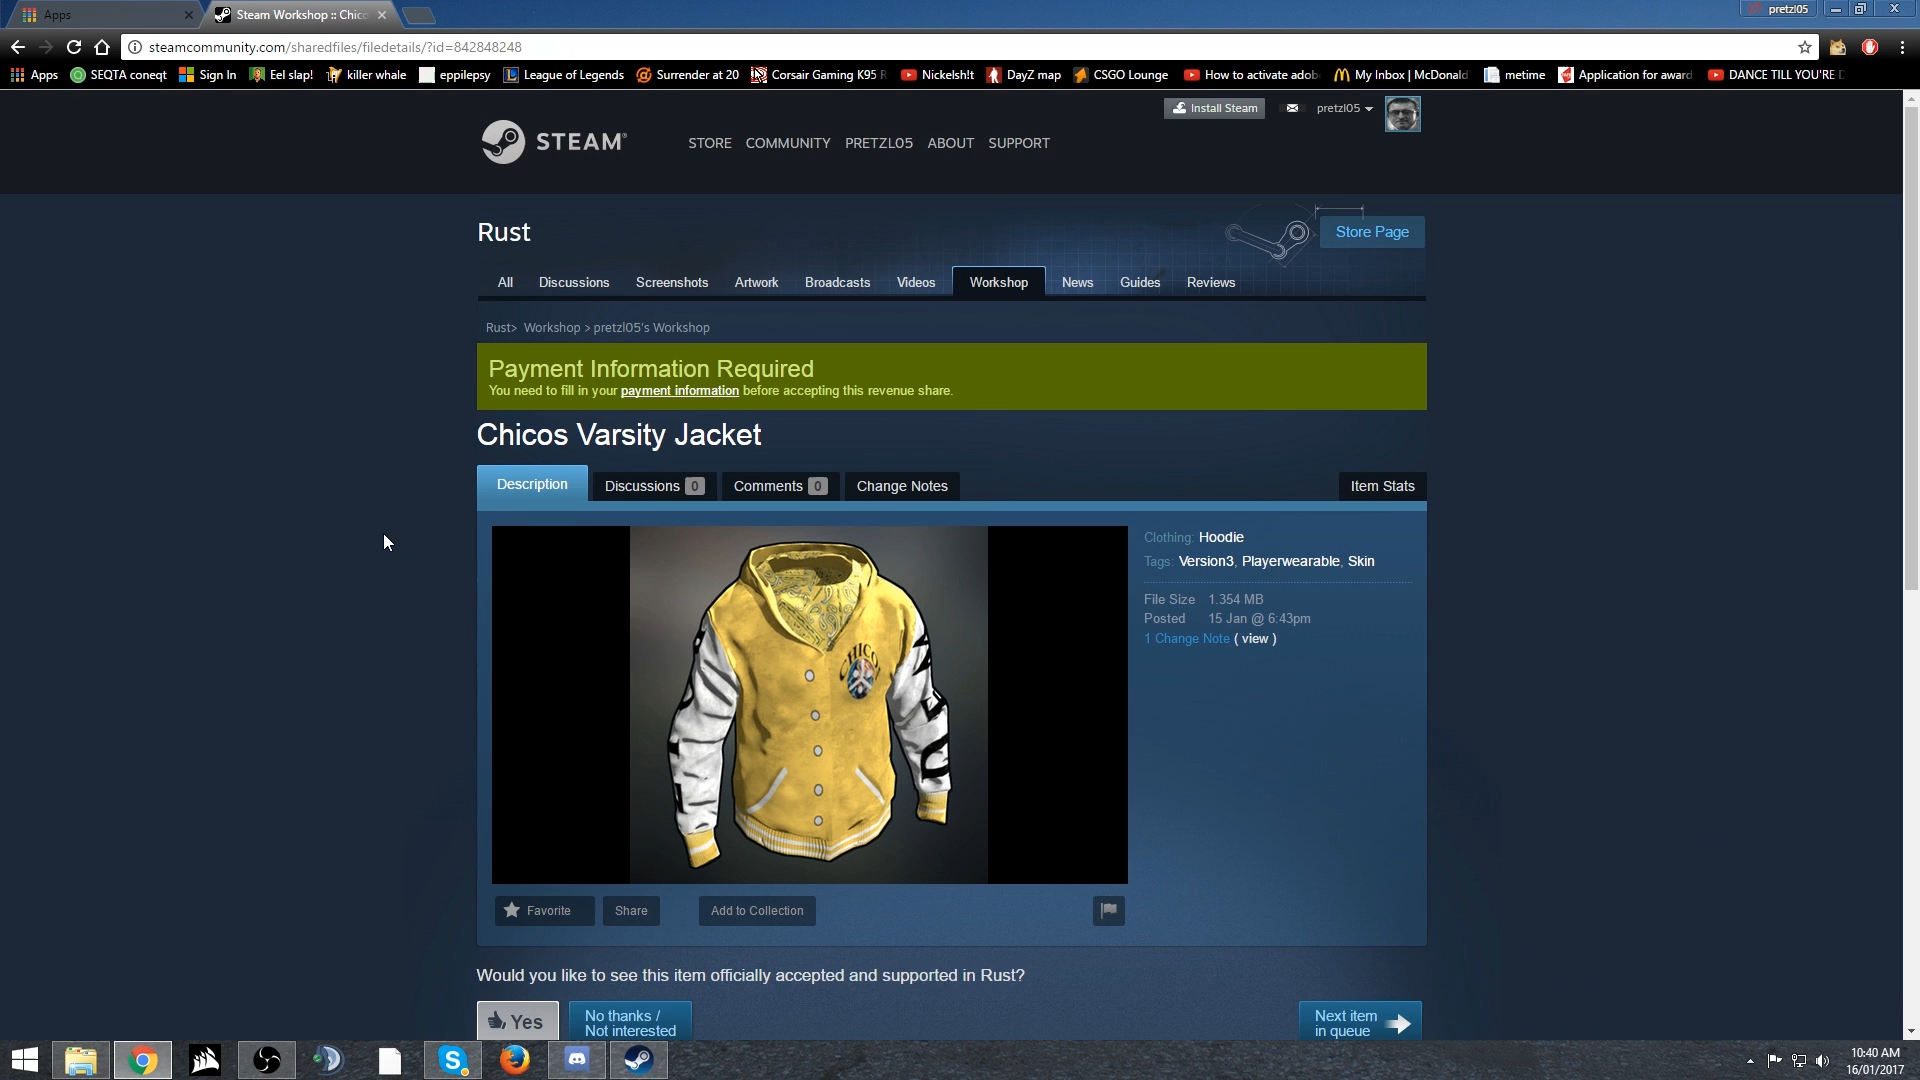 Apps
Steam Workshop :: Chico
pretzl05
steamcommunity.com/sharedfiles/filedetails/?id=842848248
Apps SEQTA coneqt Sign In Eel slap! killer whale eppilepsy League of Legends Surrender at 20 Corsair Gaming K95 R Nickelsh!t DayZ map CSGO Lounge How to activate adob My Inbox | McDonald metime Application for award DANCE TILL YOU'RE D
Install Steam pretzl05
STEAM
STORE COMMUNITY PRETZL05 ABOUT SUPPORT
Rust
Store Page
All Discussions Screenshots Artwork Broadcasts Videos Workshop News Guides Reviews
Rust> Workshop > pretzl05's Workshop
Payment Information Required
You need to fill in your payment information before accepting this revenue share.
Chicos Varsity Jacket
Description Discussions 0 Comments 0 Change Notes Item Stats
Clothing: Hoodie
Tags: Version3, Playerwearable, Skin
File Size 1.354 MB
Posted 15 Jan @ 6:43pm
1 Change Note ( view )
CHICO
Favorite Share Add to Collection
Would you like to see this item officially accepted and supported in Rust?
Yes
No thanks /
Not interested
Next item
in queue
10:40 AM
16/01/2017